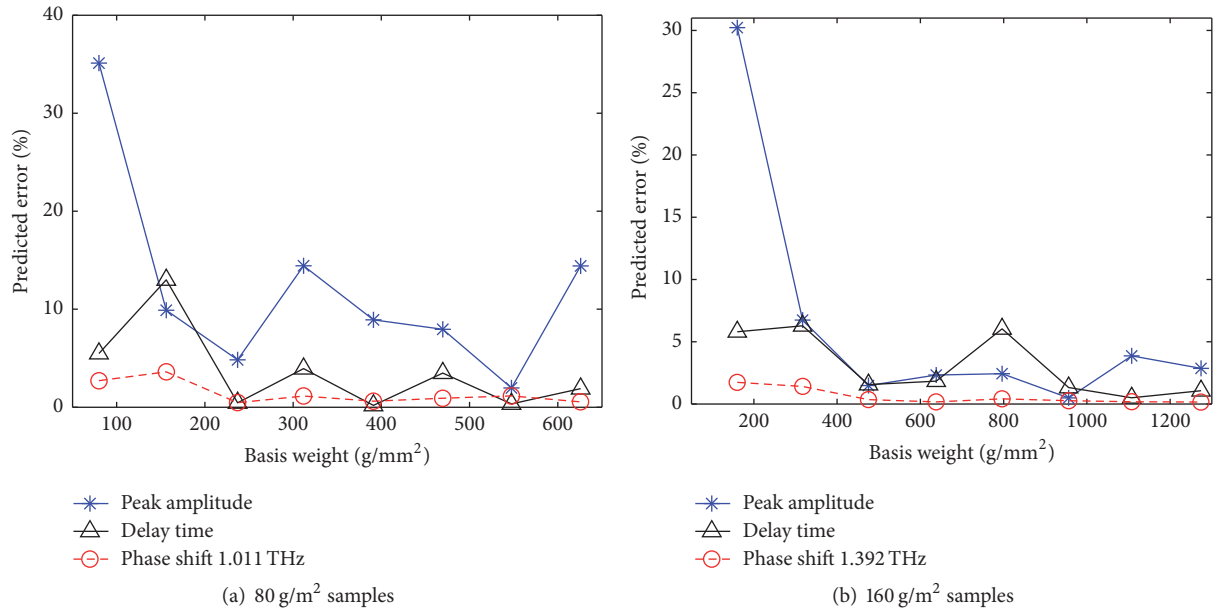 40
30
20
10
0
Predicted error (%)
100 200 300 400 500 600
Basis weight (g/mm²)
Peak amplitude
Delay time
Phase shift 1.011 THz
(a) 80 g/m² samples
30
25
20
15
10
5
0
Predicted error (%)
200 400 600 800 1000 1200
Basis weight (g/mm²)
Peak amplitude
Delay time
Phase shift 1.392 THz
(b) 160 g/m² samples